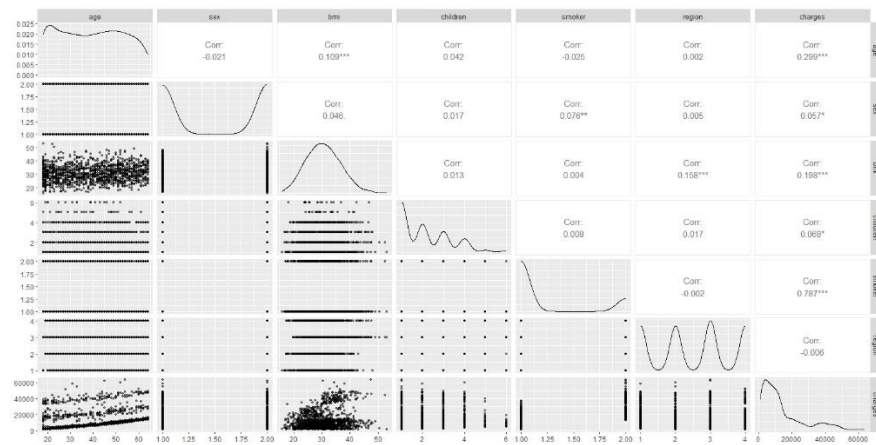 age sex bmi children smoker region charges
0.025
0.020
0.015
0.010
0.005
0.000
Corr: -0.021
Corr: 0.109***
Corr: 0.042
Corr: -0.025
Corr: 0.002
Corr: 0.299***
age
2.00
1.75
1.50
1.25
1.00
Corr: 0.046.
Corr: 0.017
Corr: 0.076**
Corr: 0.005
Corr: 0.057*
sex
50
40
30
20
Corr: 0.013
Corr: 0.004
Corr: 0.158***
Corr: 0.198***
bmi
6
4
2
Corr: 0.008
Corr: 0.017
Corr: 0.069*
children
2.00
1.75
1.50
1.25
1.00
Corr: -0.002
Corr: 0.787***
smoker
4
3
2
1
Corr: -0.006
region
60000
40000
20000
0
charges
20 30 40 50 60 1.00 1.25 1.50 1.75 2.00 20 30 40 50 2 4 6 1.00 1.25 1.50 1.75 2.00 1 2 3 4 0 20000 40000 60000